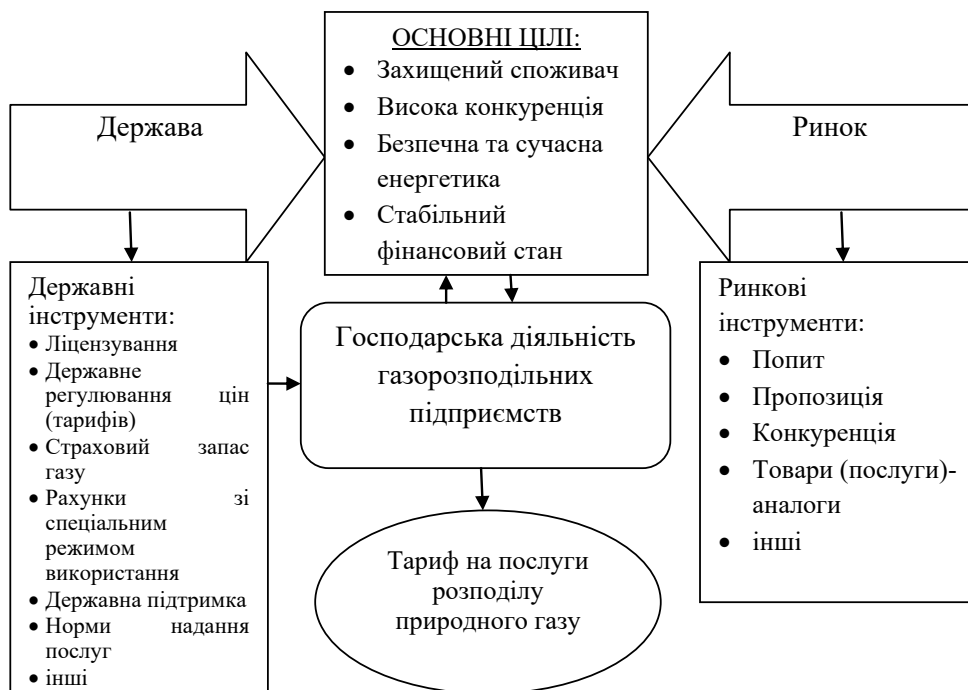 Держава
ОСНОВНІ ЦІЛІ:
• Захищений споживач
• Висока конкуренція
• Безпечна та сучасна
енергетика
• Стабільний
фінансовий стан
Ринок
Державні
інструменти:
• Ліцензування
• Державне
регулювання цін
(тарифів)
• Страховий запас
газу
• Рахунки зі
спеціальним
режимом
використання
• Державна підтримка
• Норми надання
послуг
• інші
Господарська діяльність
газорозподільних
підприємств
Тариф на послуги
розподілу
природного газу
Ринкові
інструменти:
• Попит
• Пропозиція
• Конкуренція
• Товари (послуги)-
аналоги
• інші